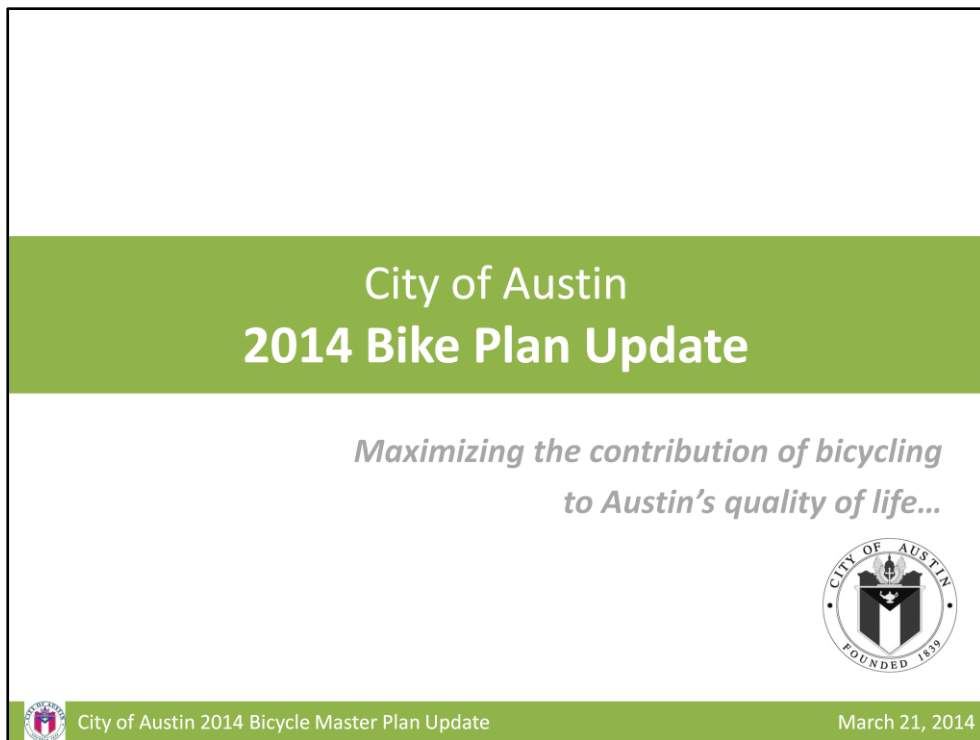 City of Austin
2014 Bike Plan Update
Maximizing the contribution of bicycling
to Austin's quality of life…
CITY OF AUSTIN
FOUNDED 1839
City of Austin 2014 Bicycle Master Plan Update
March 21, 2014